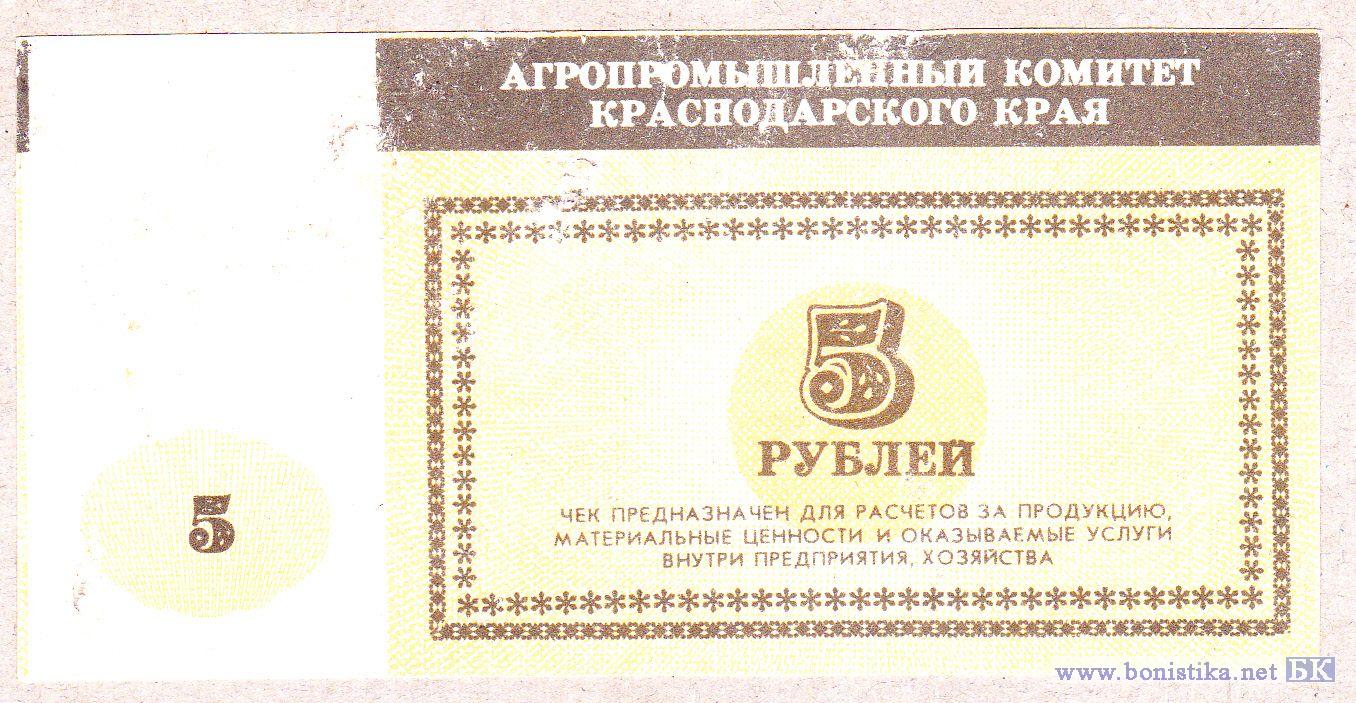 АГРОПРОМЫШЛЕННЫЙ КОМИТЕТ
КРАСНОДАРСКОГО КРАЯ
5
РУБЛЕЙ
ЧЕК ПРЕДНАЗНАЧЕН ДЛЯ РАСЧЕТОВ ЗА ПРОДУКЦИЮ,
МАТЕРИАЛЬНЫЕ ЦЕННОСТИ И ОКАЗЫВАЕМЫЕ УСЛУГИ
ВНУТРИ ПРЕДПРИЯТИЯ, ХОЗЯЙСТВА
5
www.bonistika.net БК